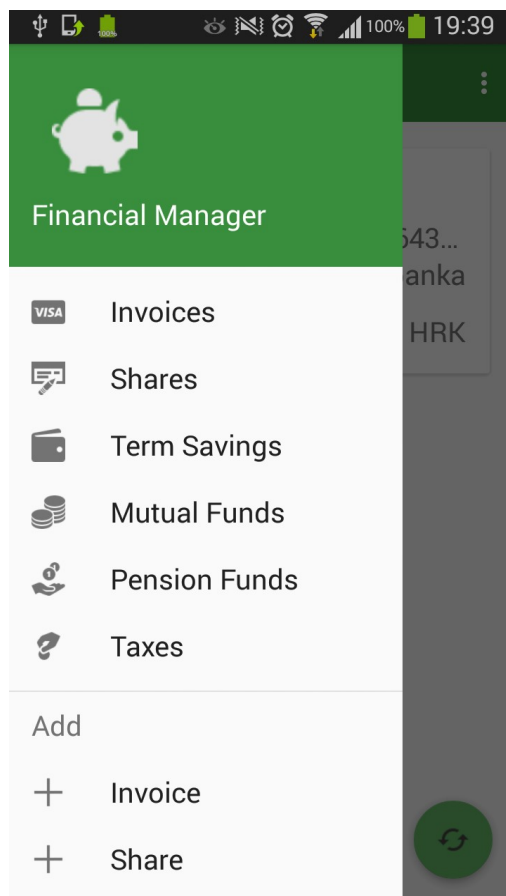 100% 100% 19:39
Financial Manager
643...
anka
HRK
VISA Invoices
Shares
Term Savings
Mutual Funds
Pension Funds
Taxes
Add
Invoice
Share